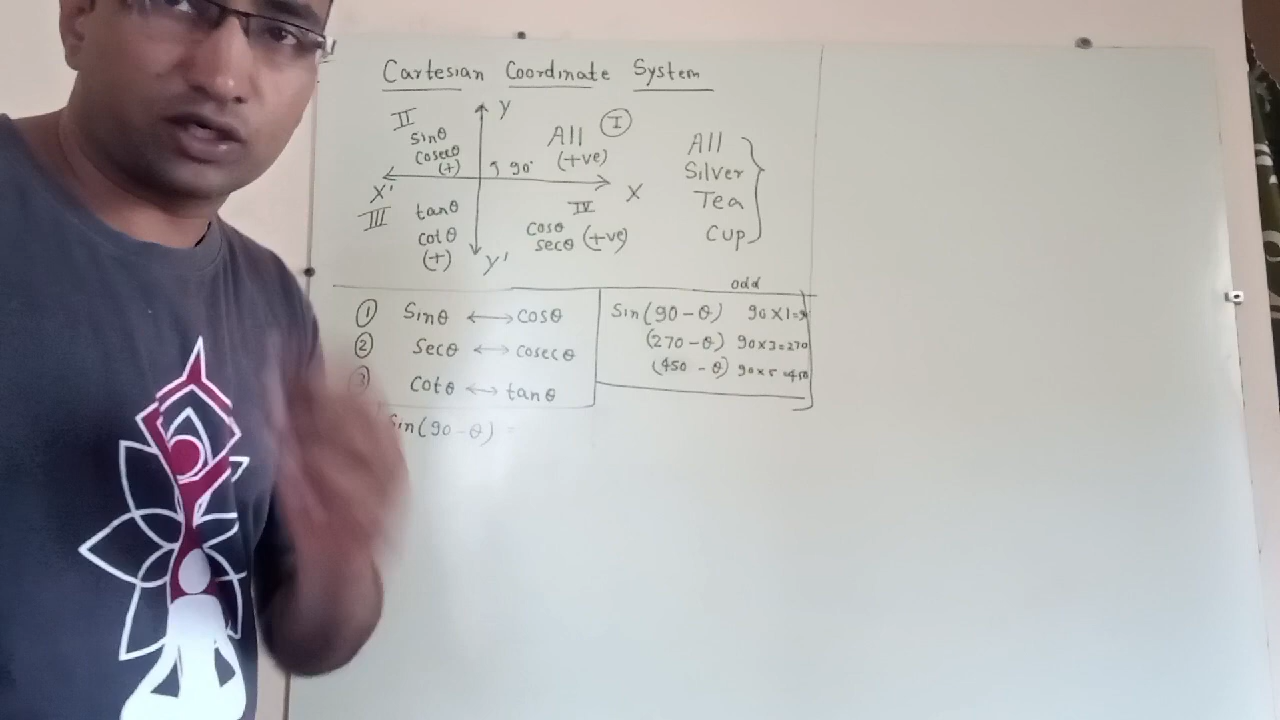 Cartesian Coordinate System
II
Y
sinθ
cosecθ
(+)
All
(+ve)
I
90°
X'
X
III
tanθ
cotθ
(+)
IV
cosθ
secθ (+ve)
Y'
All
Silver
Tea
Cup
① Sinθ ↔ cosθ
② Secθ ↔ cosecθ
③ cotθ ↔ tanθ
odd
Sin(90 - θ) 90 × 1 =
(270 - θ) 90 × 3 = 270
(450 - θ) 90 × 5 = 450
Sin(90 - θ) =